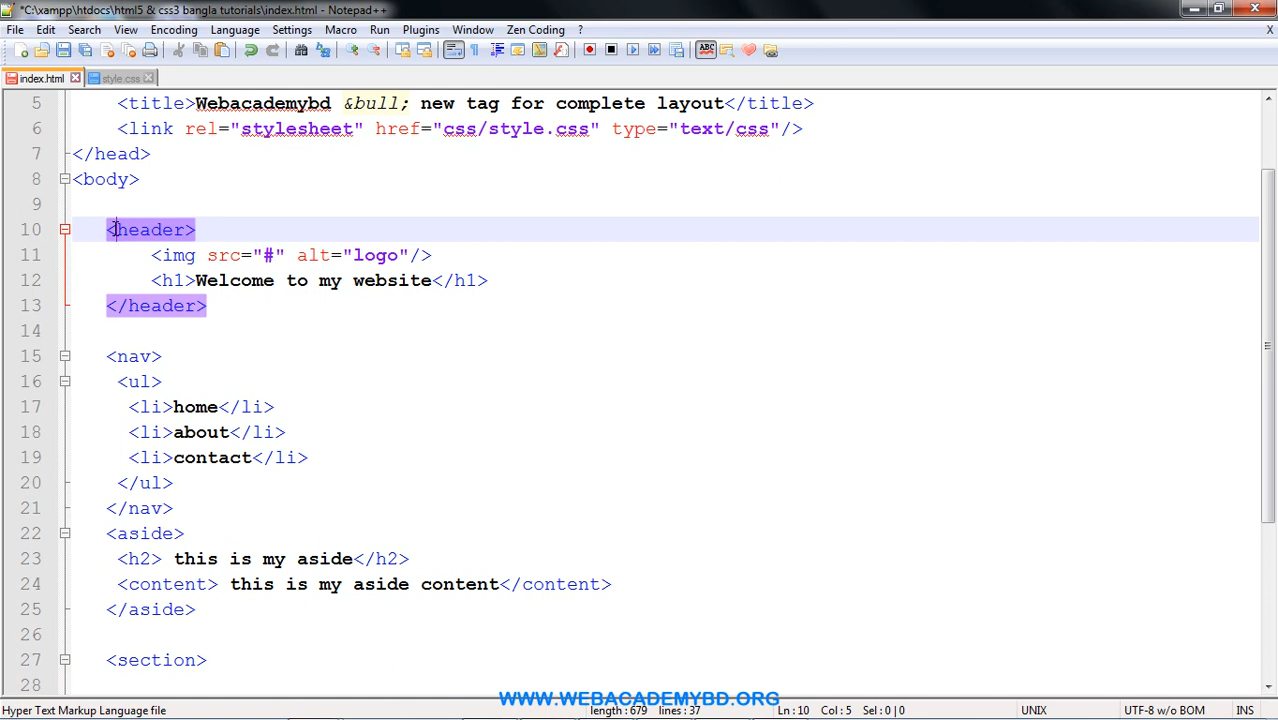 *C:\xampp\htdocs\html5 & css3 bangla tutorials\index.html - Notepad++
File Edit Search View Encoding Language Settings Macro Run Plugins Window Zen Coding ? X
index.html style.css
5 <title>Webacademybd &bull; new tag for complete layout</title>
6 <link rel="stylesheet" href="css/style.css" type="text/css"/>
7 </head>
8 <body>
9
10 <header>
11 <img src="#" alt="logo"/>
12 <h1>Welcome to my website</h1>
13 </header>
14
15 <nav>
16 <ul>
17 <li>home</li>
18 <li>about</li>
19 <li>contact</li>
20 </ul>
21 </nav>
22 <aside>
23 <h2> this is my aside</h2>
24 <content> this is my aside content</content>
25 </aside>
26
27 <section>
28
WWW.WEBACADEMYBD.ORG
Hyper Text Markup Language file length : 679 lines : 37 Ln : 10 Col : 5 Sel : 0 | 0 UNIX UTF-8 w/o BOM INS